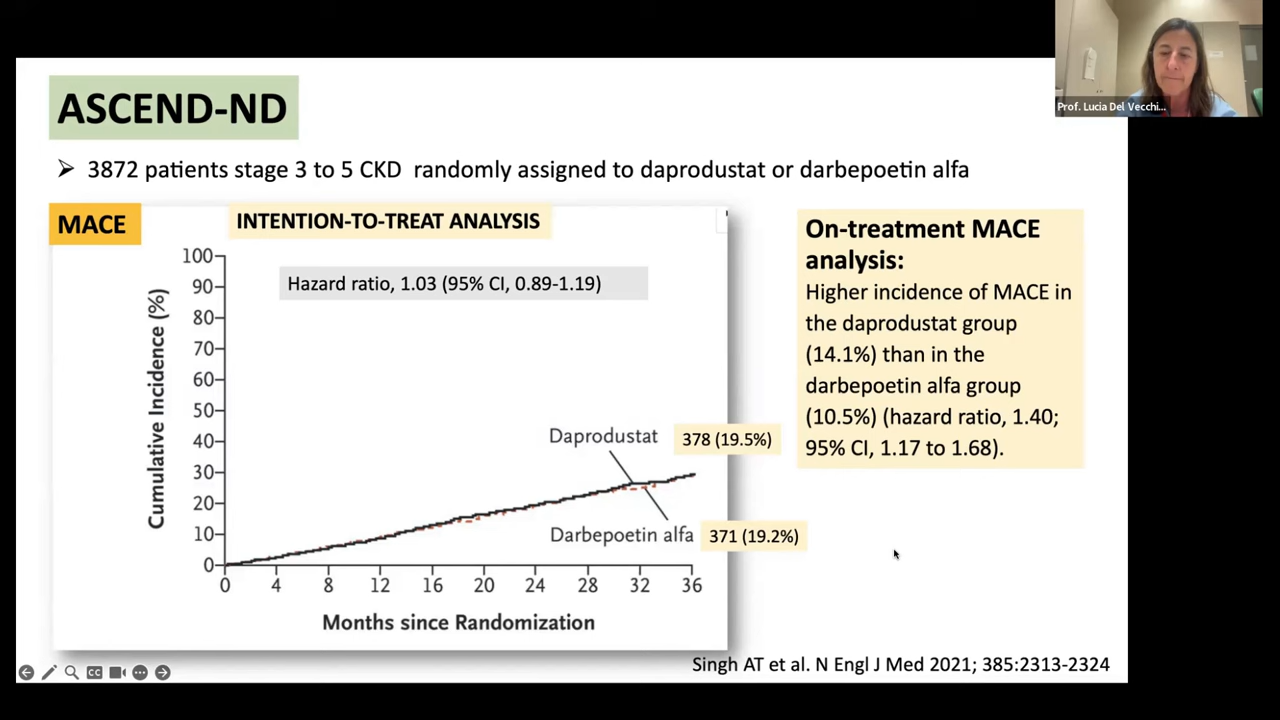 ASCEND-ND
Prof. Lucia Del Vecchi...
➢ 3872 patients stage 3 to 5 CKD randomly assigned to daprodustat or darbepoetin alfa
MACE
INTENTION-TO-TREAT ANALYSIS
Hazard ratio, 1.03 (95% CI, 0.89-1.19)
Cumulative Incidence (%)
100
90
80
70
60
50
40
30
20
10
0
Daprodustat
378 (19.5%)
Darbepoetin alfa
371 (19.2%)
0 4 8 12 16 20 24 28 32 36
Months since Randomization
On-treatment MACE
analysis:
Higher incidence of MACE in
the daprodustat group
(14.1%) than in the
darbepoetin alfa group
(10.5%) (hazard ratio, 1.40;
95% CI, 1.17 to 1.68).
CC
Singh AT et al. N Engl J Med 2021; 385:2313-2324